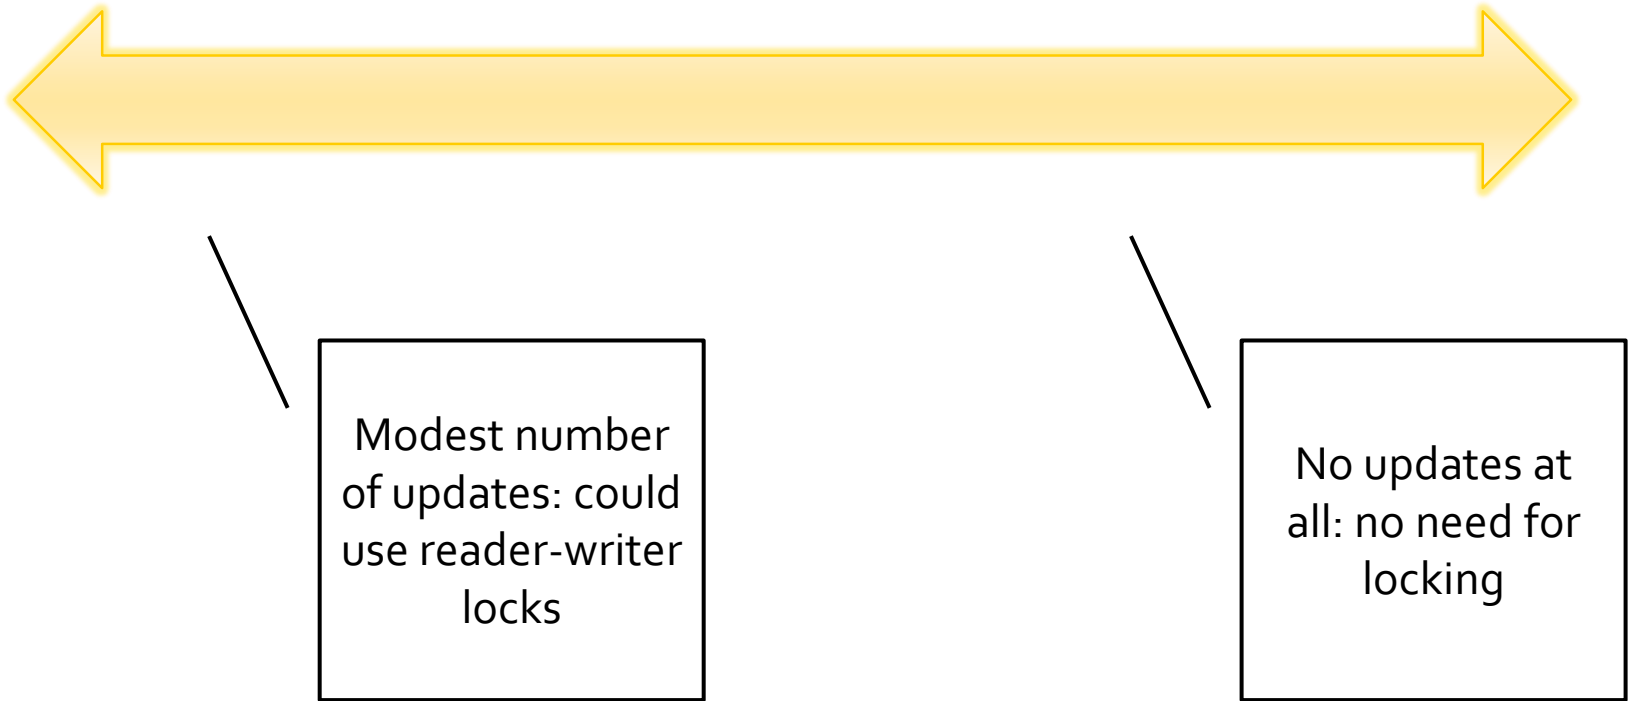 Modest number
of updates: could
use reader-writer
locks
No updates at
all: no need for
locking